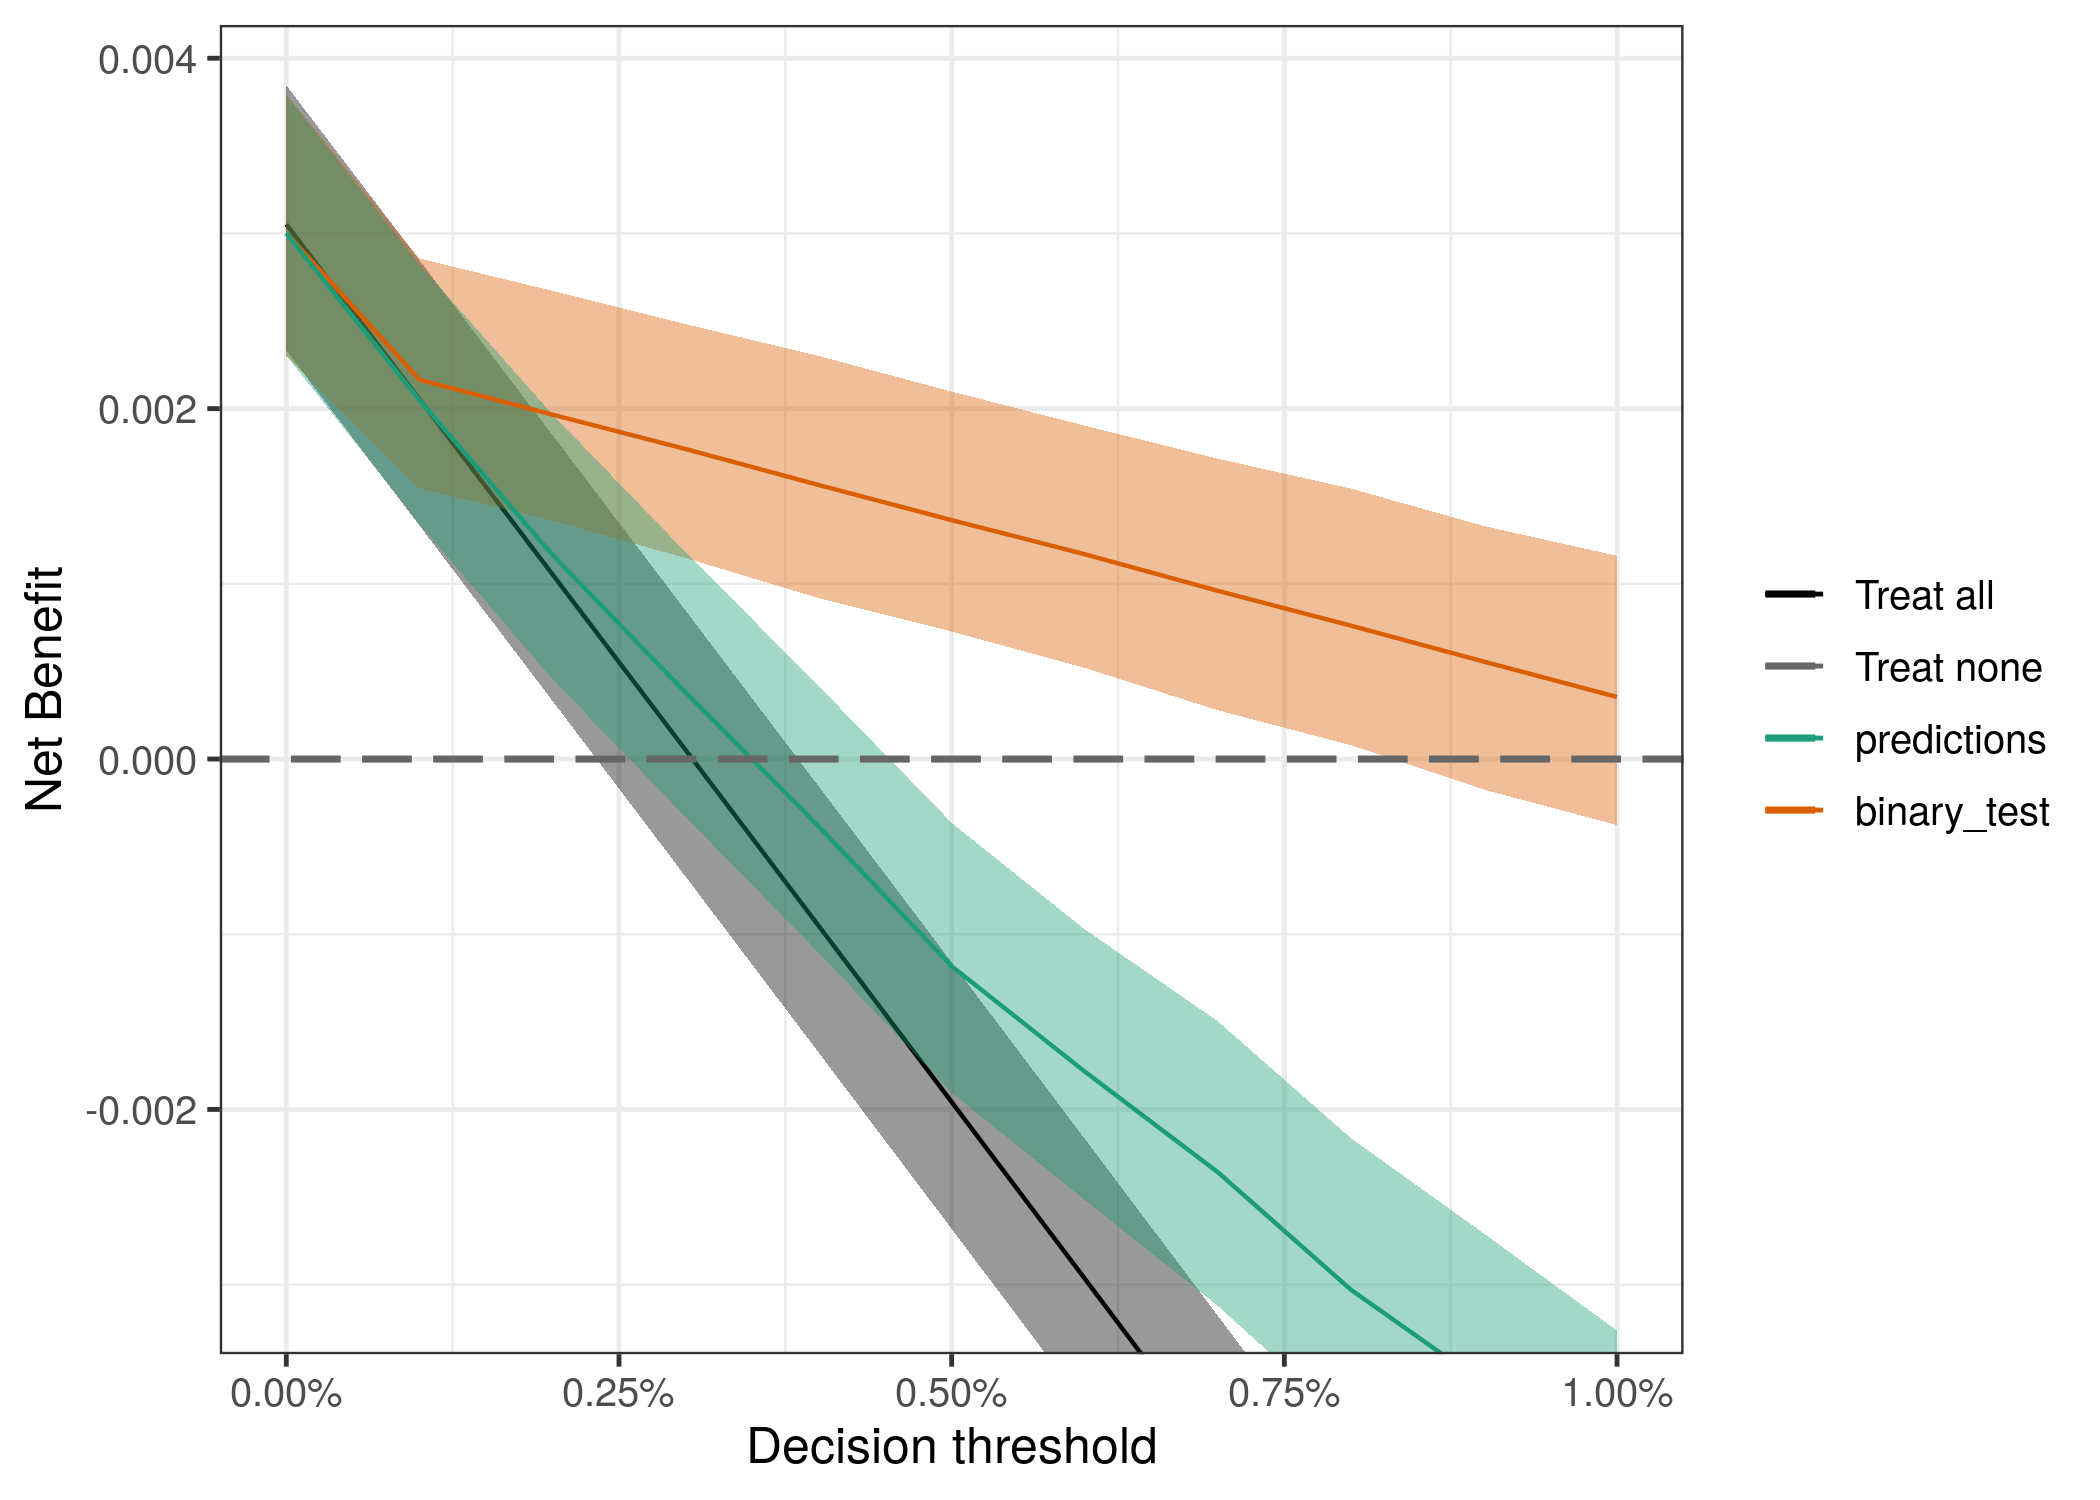 Net Benefit
0.004
0.002
0.000
-0.002
0.00%
0.25%
0.50%
0.75%
1.00%
Decision threshold
Treat all
Treat none
predictions
binary_test